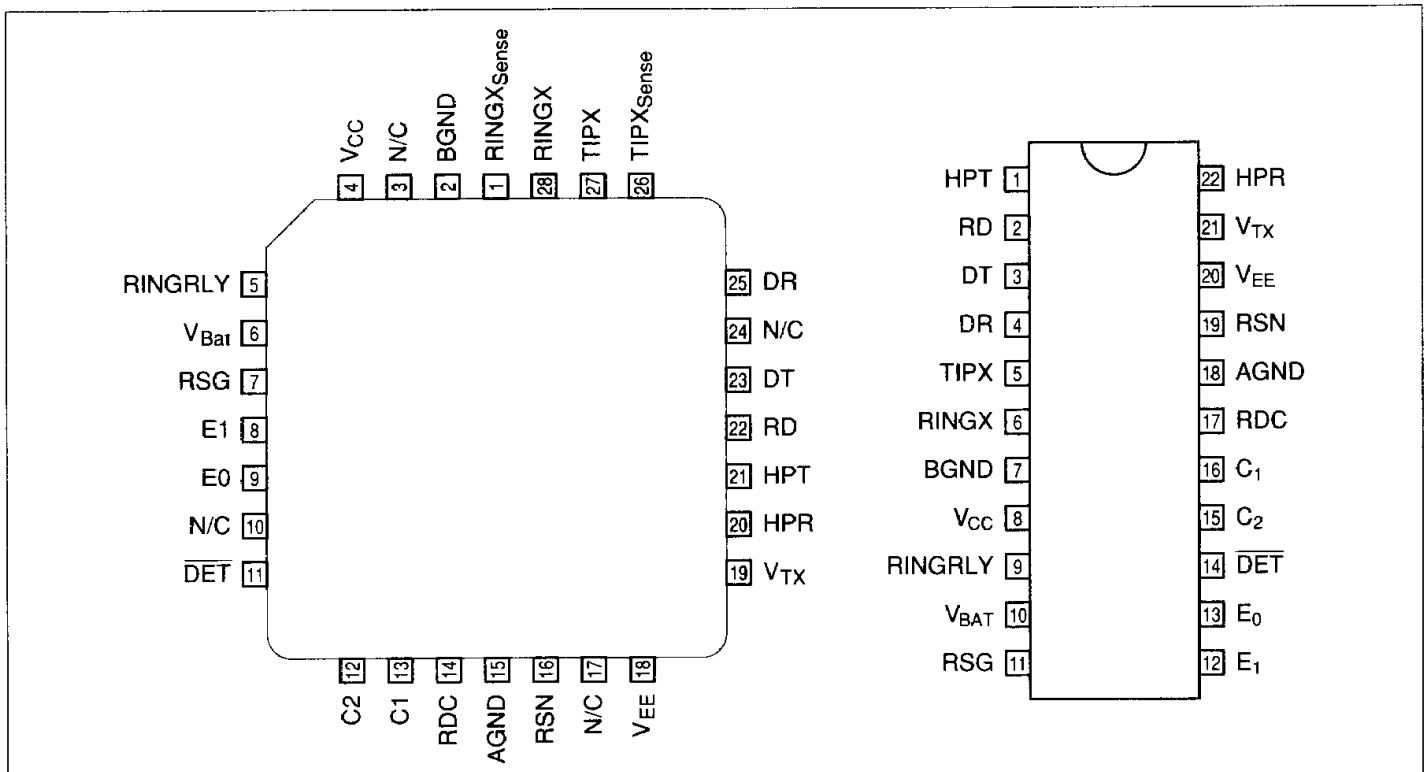 VCC
N/C
BGND
RINGXSense
RINGX
TIPX
TIPXSense
4 3 2 1 28 27 26
RINGRLY 5
VBat 6
RSG 7
E1 8
E0 9
N/C 10
DET 11
25 DR
24 N/C
23 DT
22 RD
21 HPT
20 HPR
19 VTX
12 13 14 15 16 17 18
C2
C1
RDC
AGND
RSN
N/C
VEE
HPT 1
RD 2
DT 3
DR 4
TIPX 5
RINGX 6
BGND 7
VCC 8
RINGRLY 9
VBAT 10
RSG 11
22 HPR
21 VTX
20 VEE
19 RSN
18 AGND
17 RDC
16 C1
15 C2
14 DET
13 E0
12 E1